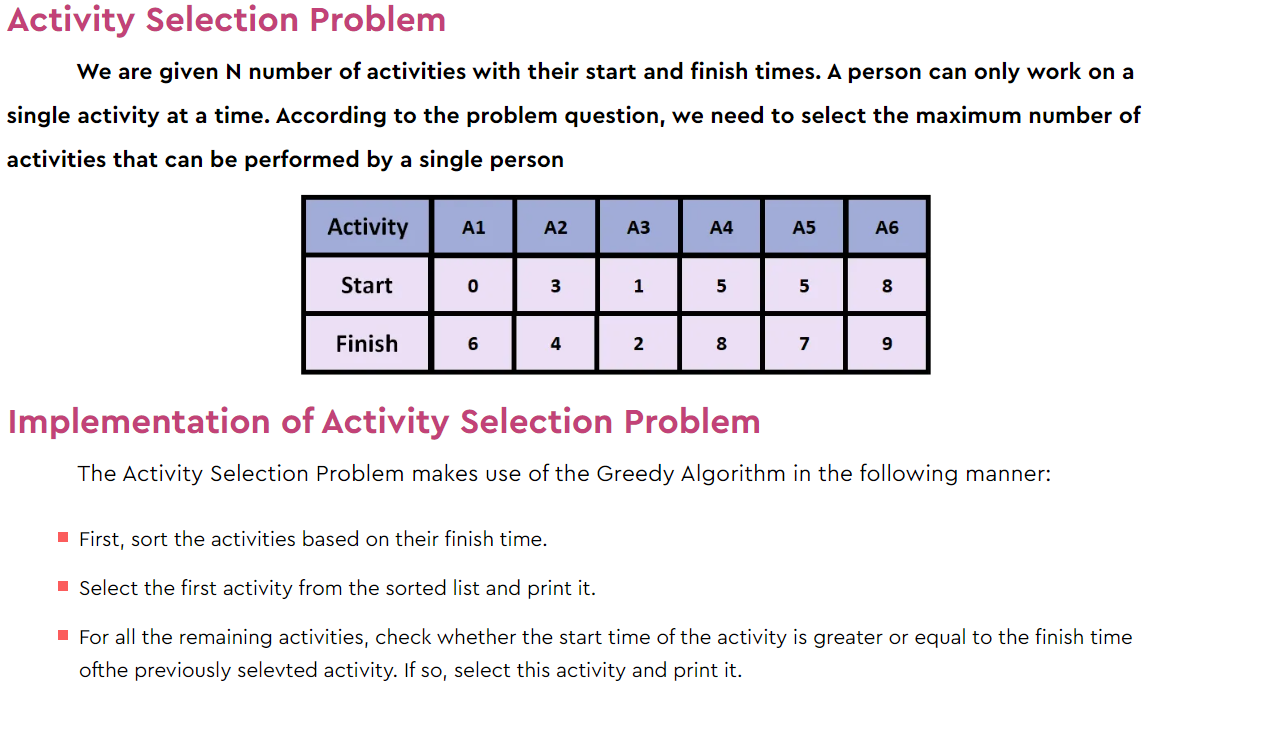 Activity Selection Problem
We are given N number of activities with their start and finish times. A person can only work on a
single activity at a time. According to the problem question, we need to select the maximum number of
activities that can be performed by a single person
Activity A1 A2 A3 A4 A5 A6
Start 0 3 1 5 5 8
Finish 6 4 2 8 7 9
Implementation of Activity Selection Problem
The Activity Selection Problem makes use of the Greedy Algorithm in the following manner:
First, sort the activities based on their finish time.
Select the first activity from the sorted list and print it.
For all the remaining activities, check whether the start time of the activity is greater or equal to the finish time
ofthe previously selevted activity. If so, select this activity and print it.